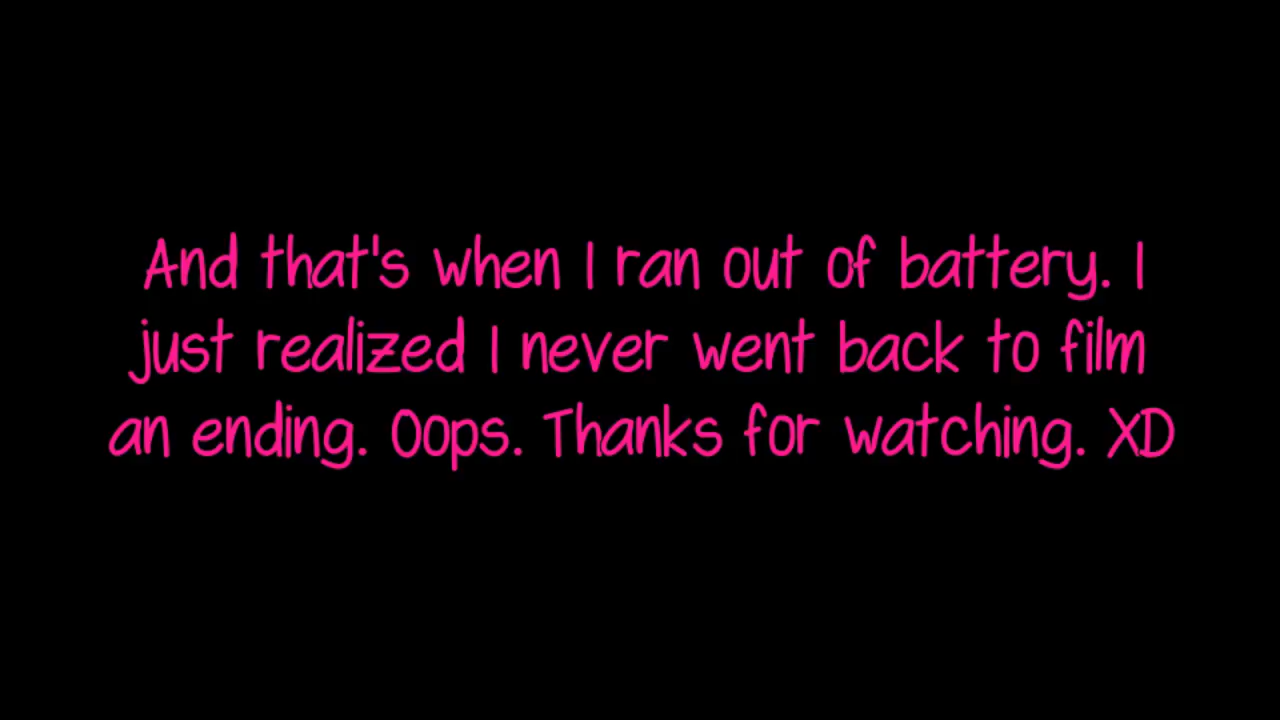 And that's when I ran out of battery. I
just realized I never went back to film
an ending. Oops. Thanks for watching. XD